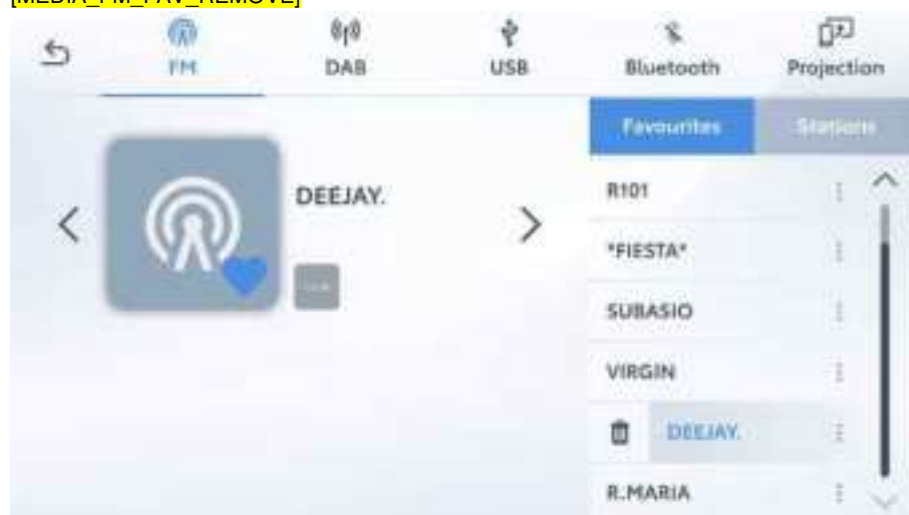 [MEDIA_FM_FAV_REMOVE]
FM
DAB
USB
Bluetooth
Projection
Favourites
Stations
DEEJAY.
R101
*FIESTA*
SUBASIO
VIRGIN
DEEJAY.
R.MARIA